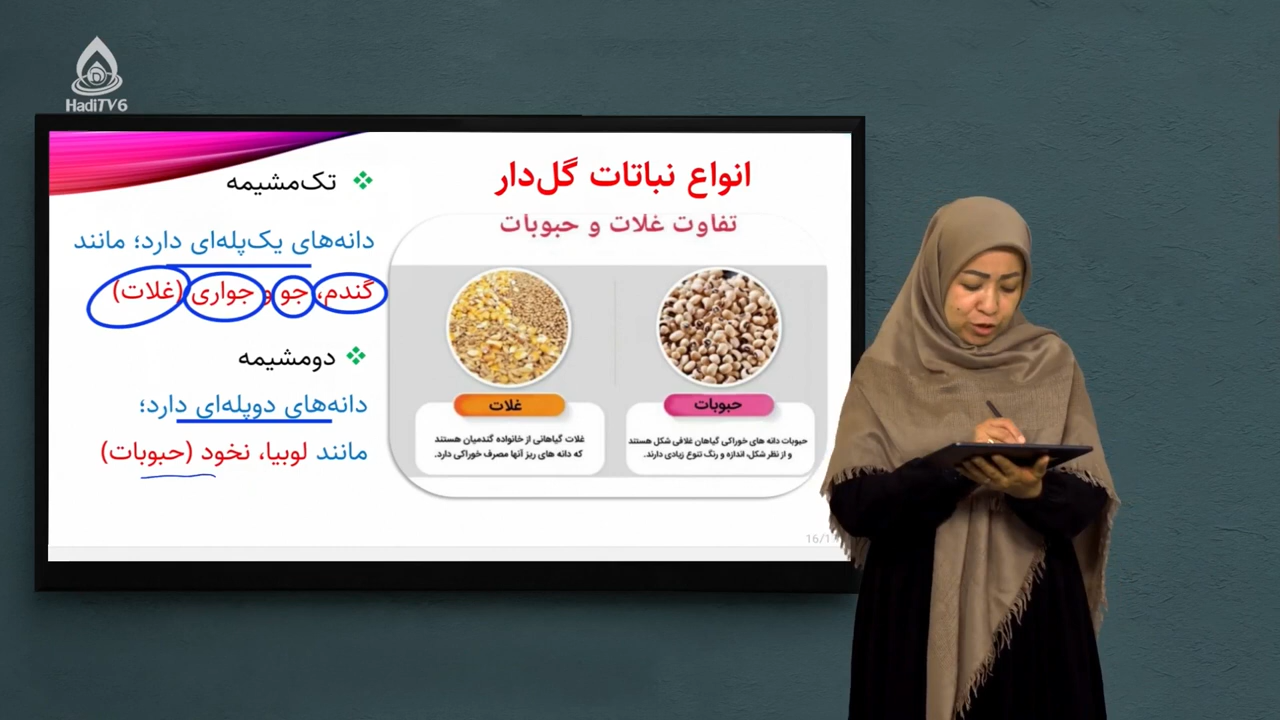 HadiTV6
انواع نباتات گل‌دار
تک‌مشیمه
دانه‌های یک‌پله‌ای دارد؛ مانند
گندم، جو و جواری (غلات)
دومشیمه
دانه‌های دوپله‌ای دارد؛
مانند لوبیا، نخود (حبوبات)
تفاوت غلات و حبوبات
حبوبات
حبوبات دانه های خوراکی گیاهان غلافی شکل هستند
و از نظر شکل، اندازه و رنگ تنوع زیادی دارند.
غلات
غلات گیاهانی از خانواده گندمیان هستند
که دانه های ریز آنها مصرف خوراکی دارد.